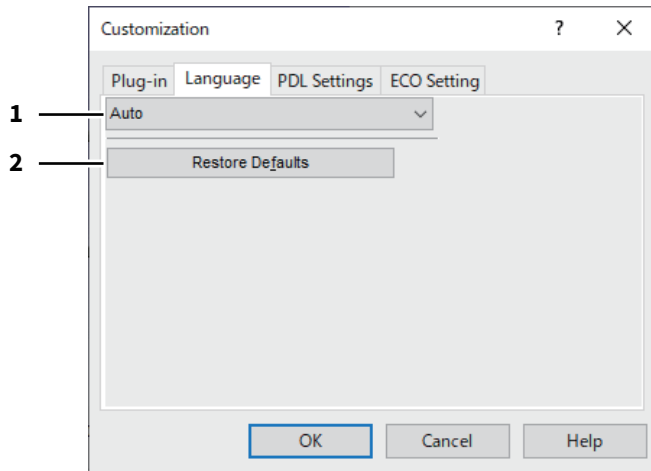 Customization ? ×
Plug-in Language PDL Settings ECO Setting
1 Auto
2 Restore Defaults
OK Cancel Help